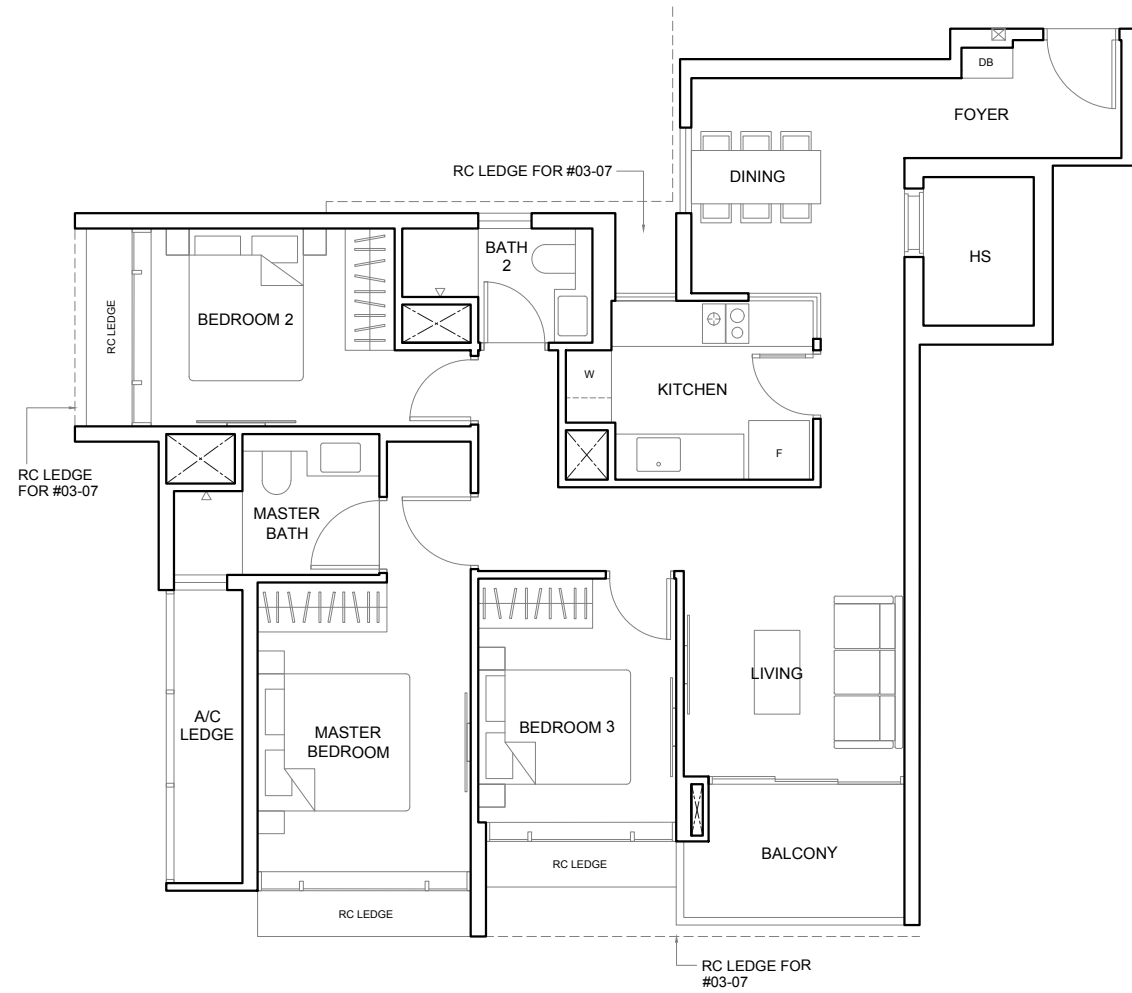 DB
FOYER
RC LEDGE FOR #03-07
DINING
BATH
2
HS
BEDROOM 2
RC LEDGE
W
KITCHEN
F
RC LEDGE
FOR #03-07
MASTER
BATH
A/C
LEDGE
MASTER
BEDROOM
BEDROOM 3
LIVING
BALCONY
RC LEDGE
RC LEDGE
RC LEDGE FOR
#03-07